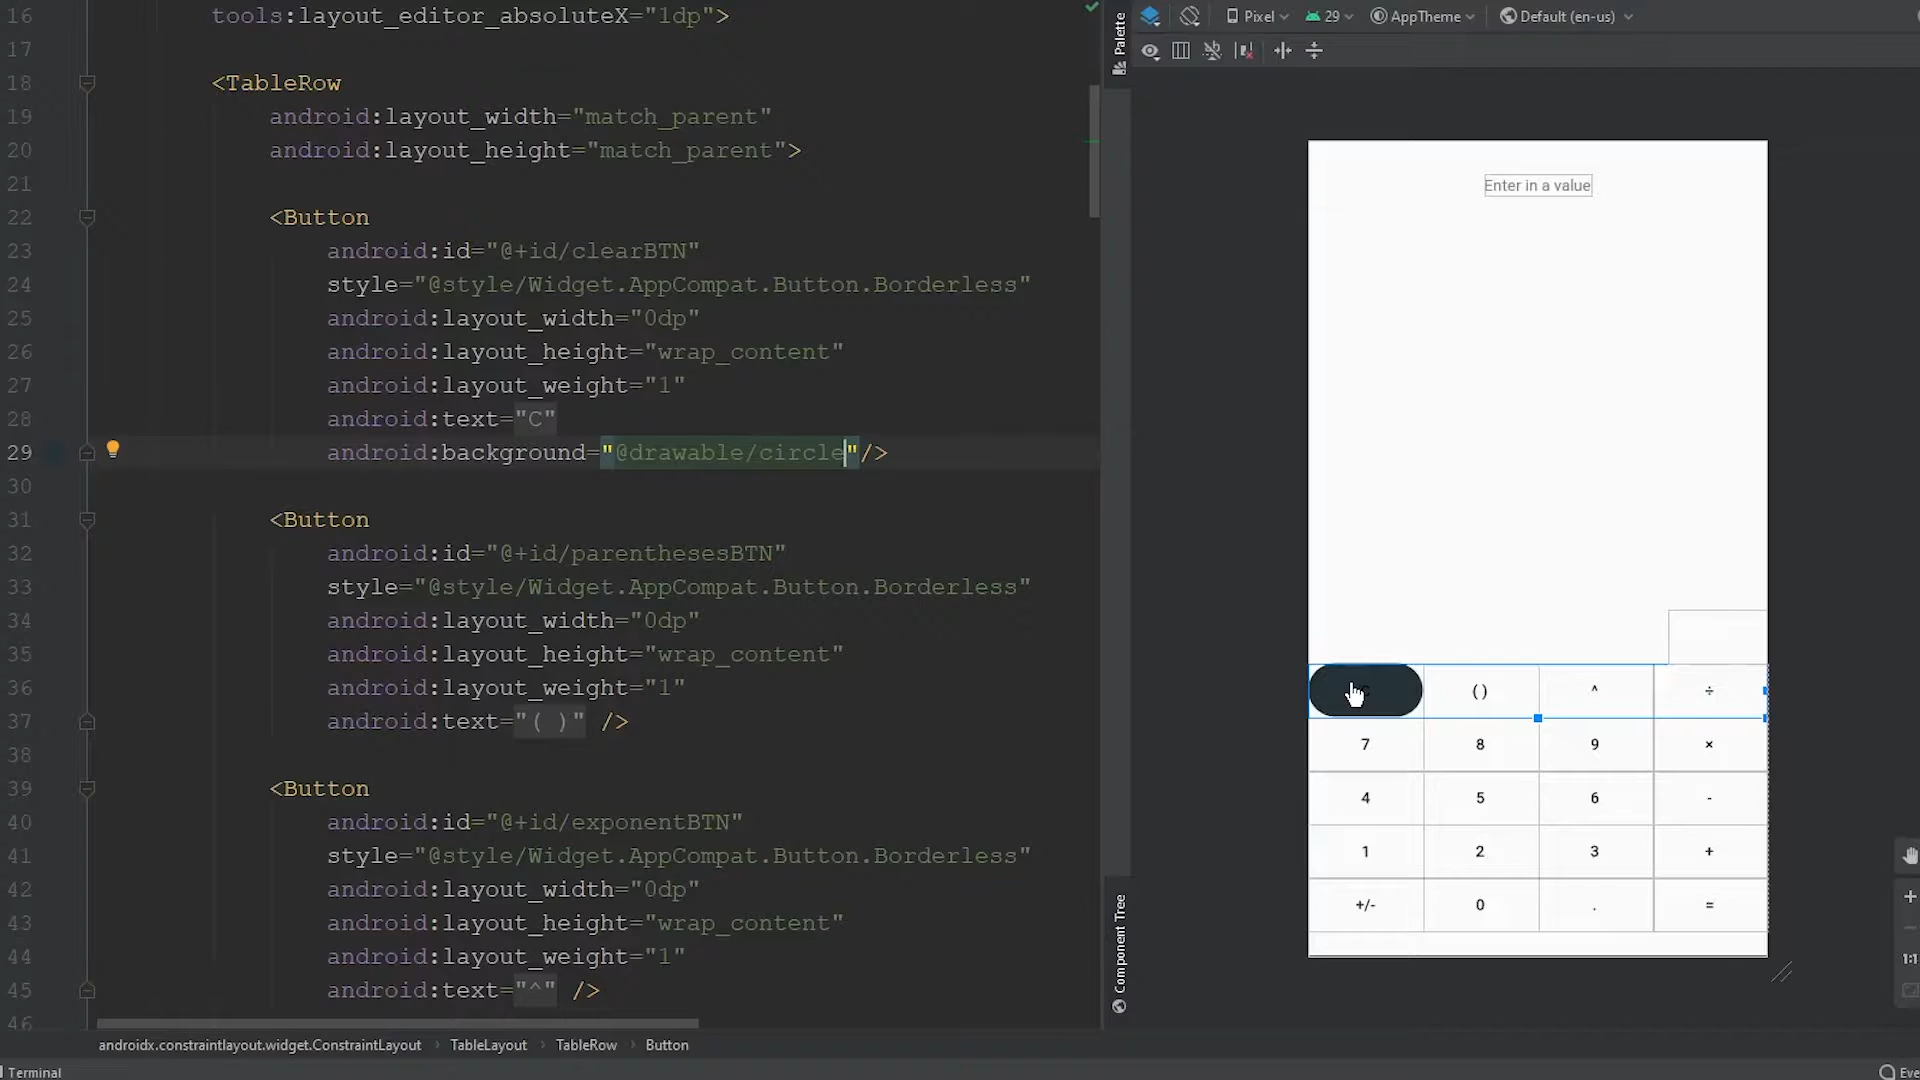 16 tools:layout_editor_absoluteX="1dp">
17
18 <TableRow
19 android:layout_width="match_parent"
20 android:layout_height="match_parent">
21
22 <Button
23 android:id="@+id/clearBTN"
24 style="@style/Widget.AppCompat.Button.Borderless"
25 android:layout_width="0dp"
26 android:layout_height="wrap_content"
27 android:layout_weight="1"
28 android:text="C"
29 android:background="@drawable/circle"/>
30
31 <Button
32 android:id="@+id/parenthesesBTN"
33 style="@style/Widget.AppCompat.Button.Borderless"
34 android:layout_width="0dp"
35 android:layout_height="wrap_content"
36 android:layout_weight="1"
37 android:text="( )" />
38
39 <Button
40 android:id="@+id/exponentBTN"
41 style="@style/Widget.AppCompat.Button.Borderless"
42 android:layout_width="0dp"
43 android:layout_height="wrap_content"
44 android:layout_weight="1"
45 android:text="^" />
46
androidx.constraintlayout.widget.ConstraintLayout TableLayout TableRow Button
Terminal
Palette
Component Tree
Pixel 29 AppTheme Default (en-us)
Enter in a value
( ) ^ ÷
7 8 9 ×
4 5 6 -
1 2 3 +
+/- 0 . =
1:1
Eve